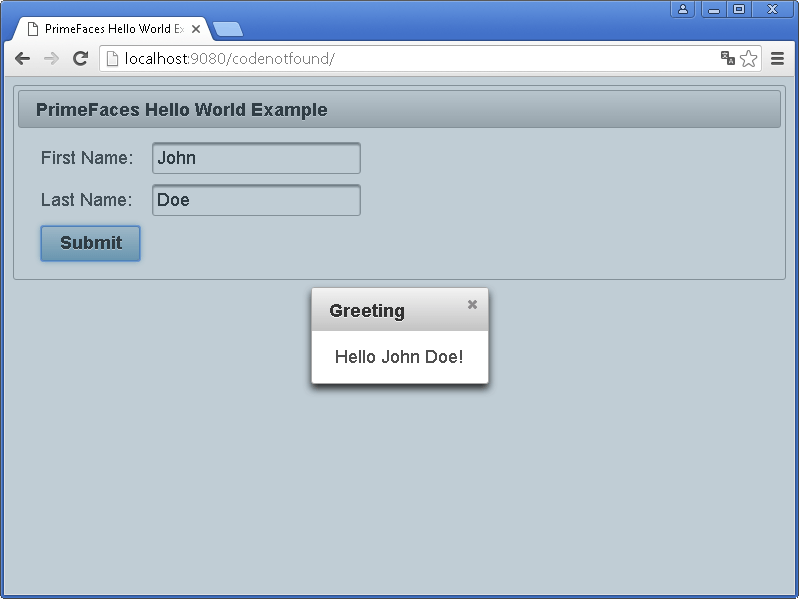 PrimeFaces Hello World Ex
localhost:9080/codenotfound/
PrimeFaces Hello World Example
First Name: John
Last Name: Doe
Submit
Greeting
Hello John Doe!